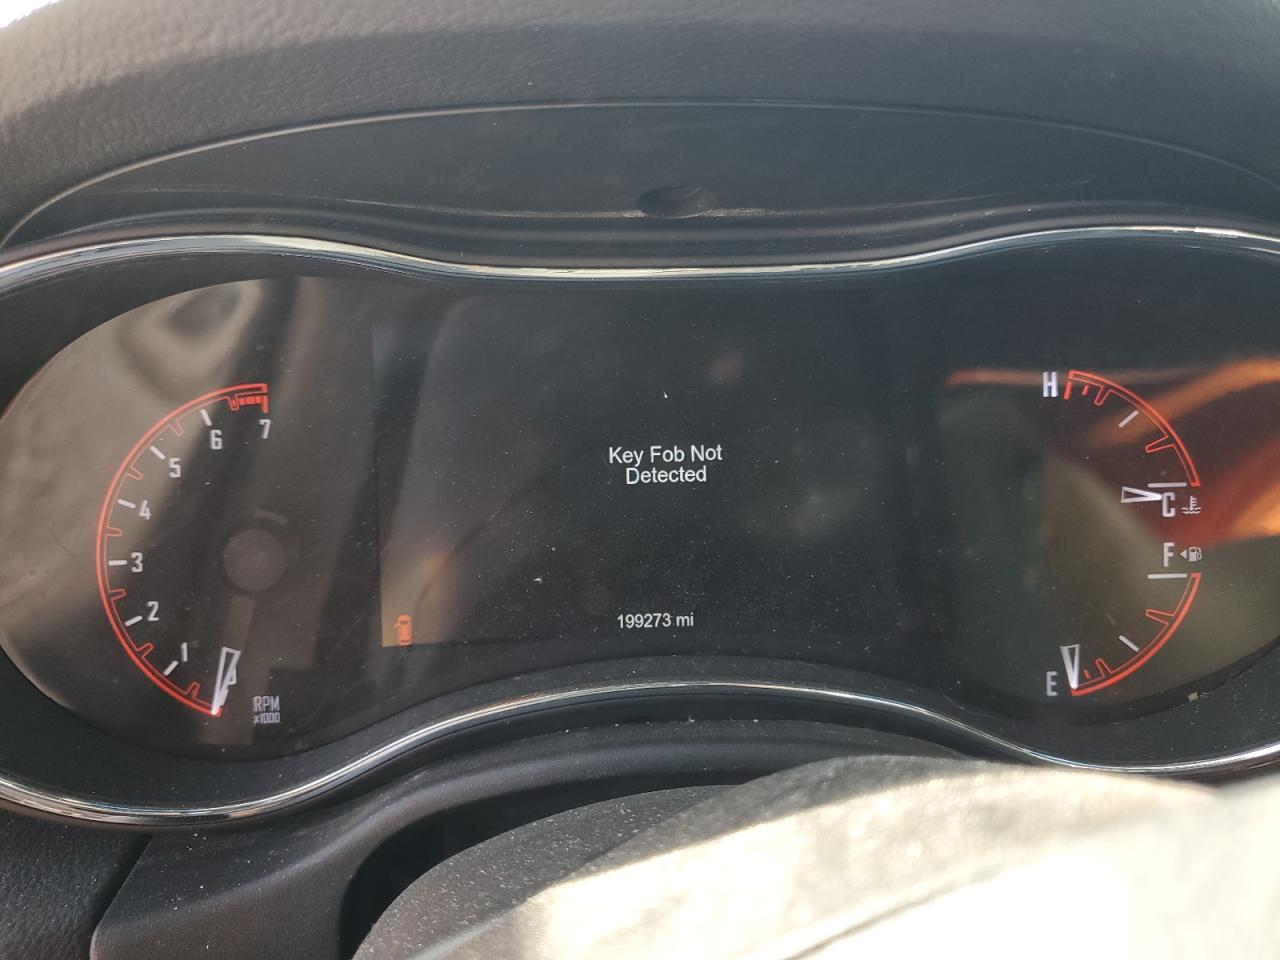 Key Fob Not
Detected
199273 mi
7
6
5
4
3
2
1
RPM
x1000
H
C
F
E